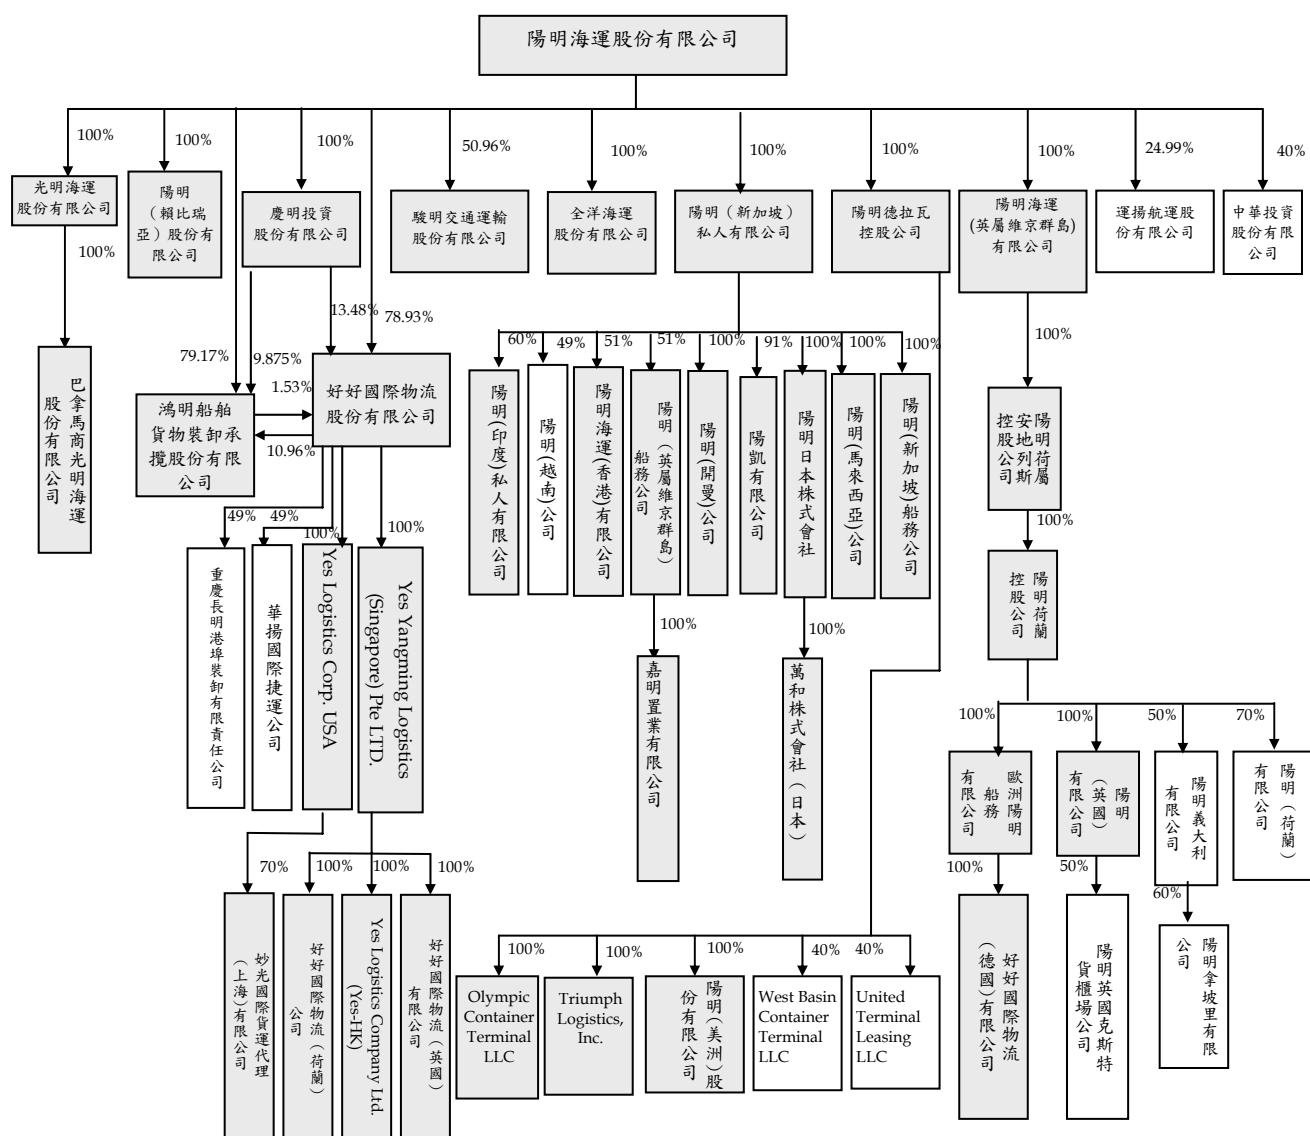 陽明海運股份有限公司
100%
100%
100%
50.96%
100%
100%
100%
100%
24.99%
40%
光明海運
股份有限公司
陽明
（賴比瑞
亞）股份有
限公司
慶明投資
股份有限公司
駿明交通運輸
股份有限公司
全洋海運
股份有限公司
陽明（新加坡）
私人有限公司
陽明德拉瓦
控股公司
陽明海運
(英屬維京群島)
有限公司
運揚航運股
份有限公司
中華投資
股份有限
公司
100%
13.48%
78.93%
79.17%
9.875%
1.53%
10.96%
巴拿馬商光明海運
股份有限公司
鴻明船舶
貨物裝卸承
攬股份有限
公司
好好國際物流
股份有限公司
60%
49%
51%
51%
100%
91%
100%
100%
100%
陽明(印度)私人有限公司
陽明(越南)公司
陽明海運(香港)有限公司
陽明（英屬維京群島）
船務公司
陽明(開曼)公司
陽凱有限公司
陽明日本株式會社
陽明(馬來西亞)公司
陽明(新加坡)船務公司
100%
陽明荷屬
安地列斯
控股公司
100%
陽明荷蘭
控股公司
49%
49%
100%
100%
重慶長明港埠裝卸有限責任公司
華揚國際捷運公司
Yes Logistics Corp. USA
Yes Yangming Logistics
(Singapore) Pte LTD.
100%
100%
嘉明置業有限公司
萬和株式會社（日本）
100%
100%
50%
70%
歐洲陽明
船務
有限公司
陽明
（英國）
有限公司
陽明義大利
有限公司
陽明（荷蘭）
有限公司
70%
100%
100%
100%
妙光國際貨運代理
（上海)有限公司
好好國際物流（荷蘭）
公司
Yes Logistics Company Ltd.
(Yes-HK)
好好國際物流（英國）
有限公司
100%
100%
100%
40%
40%
Olympic
Container
Terminal
LLC
Triumph
Logistics,
Inc.
陽明(美洲)股
份有限公司
West Basin
Container
Terminal
LLC
United
Terminal
Leasing
LLC
100%
50%
60%
好好國際物流
(德國)有限公司
陽明英國克斯特
貨櫃場公司
陽明拿坡里有限
公司